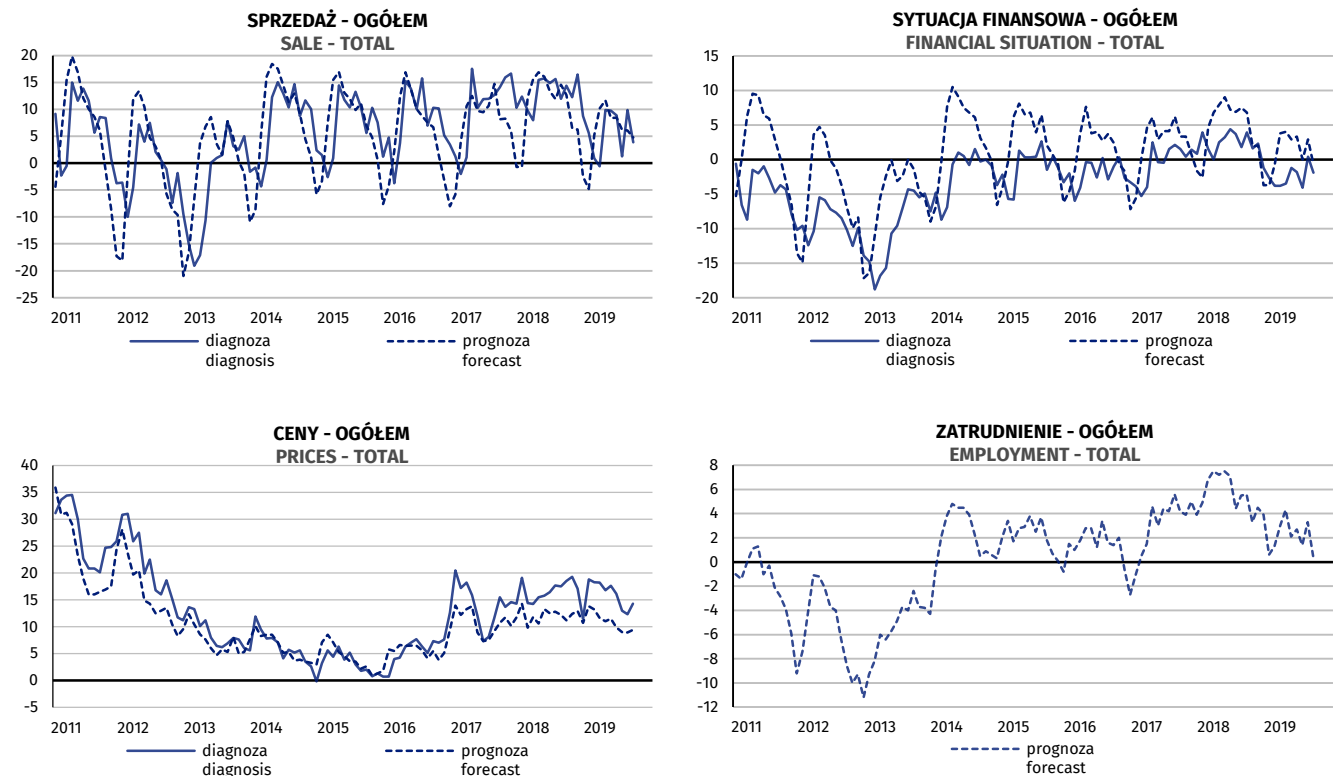 SPRZEDAŻ - OGÓŁEM
SALE - TOTAL
20
15
10
5
0
-5
-10
-15
-20
-25
2011 2012 2013 2014 2015 2016 2017 2018 2019
diagnoza prognoza
diagnosis forecast
SYTUACJA FINANSOWA - OGÓŁEM
FINANCIAL SITUATION - TOTAL
15
10
5
0
-5
-10
-15
-20
2011 2012 2013 2014 2015 2016 2017 2018 2019
diagnoza prognoza
diagnosis forecast
CENY - OGÓŁEM
PRICES - TOTAL
40
35
30
25
20
15
10
5
0
-5
2011 2012 2013 2014 2015 2016 2017 2018 2019
diagnoza prognoza
diagnosis forecast
ZATRUDNIENIE - OGÓŁEM
EMPLOYMENT - TOTAL
8
6
4
2
0
-2
-4
-6
-8
-10
-12
2011 2012 2013 2014 2015 2016 2017 2018 2019
prognoza
forecast